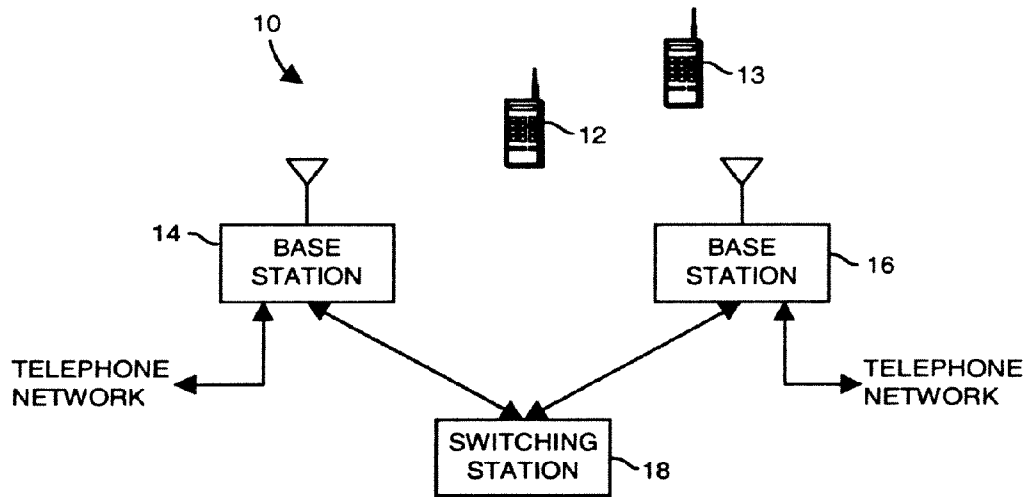 10
13
12
14
BASE
STATION
BASE
STATION
16
TELEPHONE
NETWORK
TELEPHONE
NETWORK
SWITCHING
STATION
18